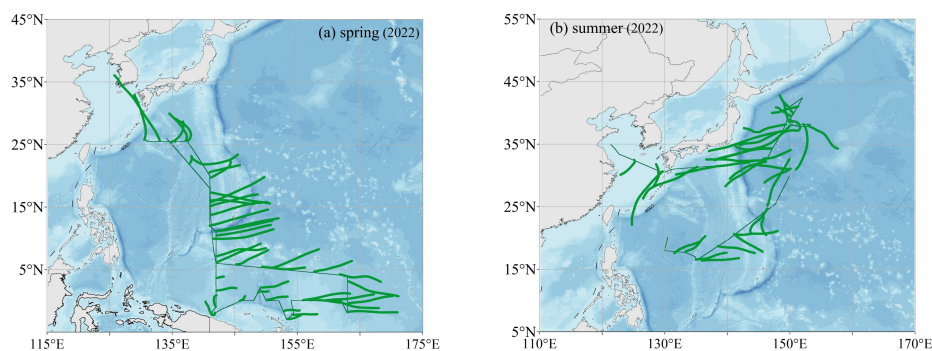 (a) spring (2022)
45°N
35°N
25°N
15°N
5°N
115°E 135°E 155°E 175°E
(b) summer (2022)
55°N
45°N
35°N
25°N
15°N
5°N
110°E 130°E 150°E 170°E